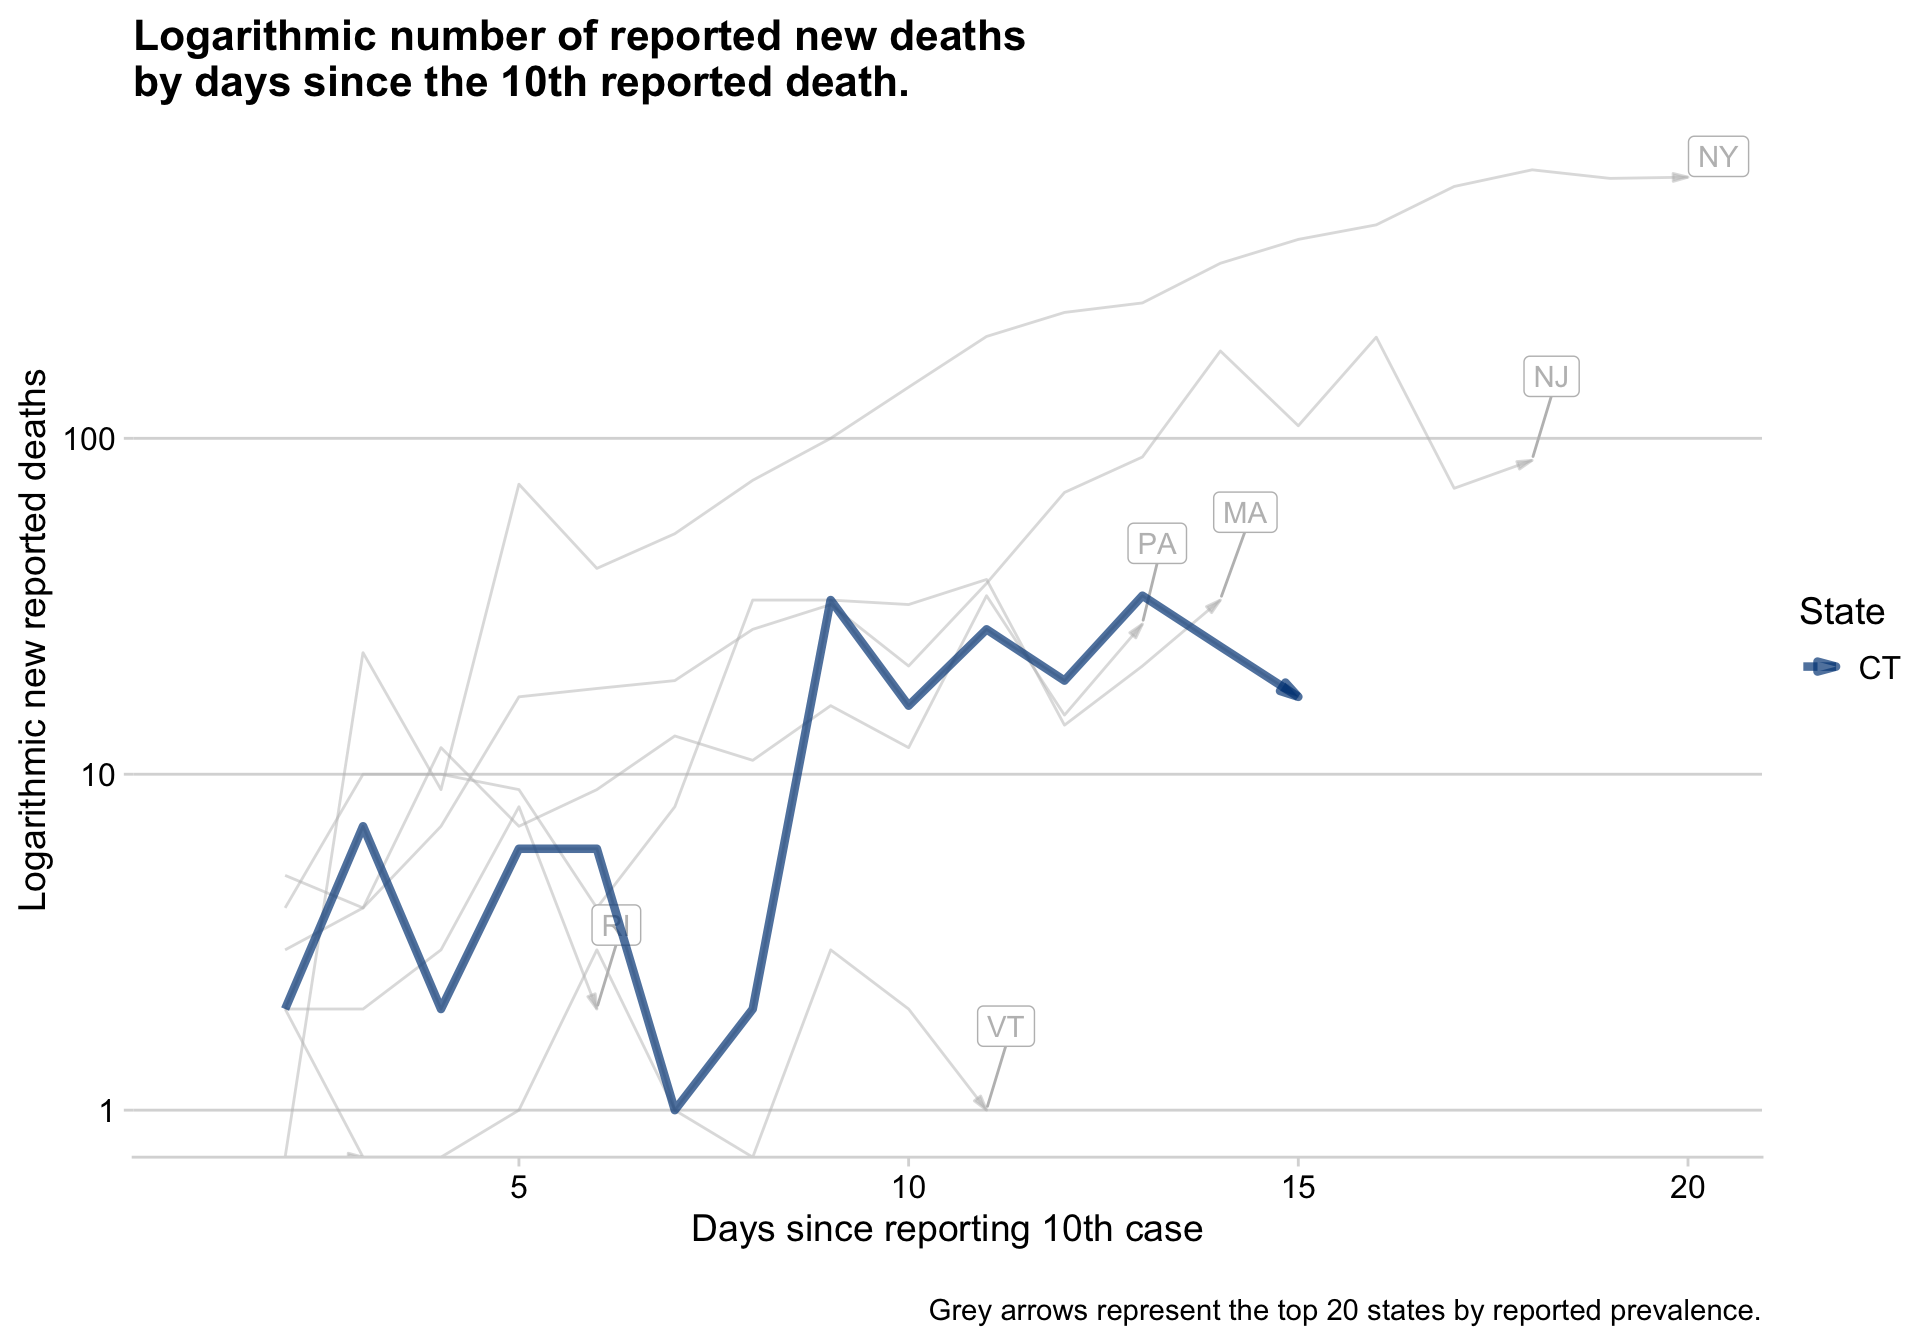 Logarithmic number of reported new deaths
by days since the 10th reported death.
NY
NJ
100
MA
PA
Logarithmic new reported deaths
State
CT
10
RI
VT
1
5 10 15 20
Days since reporting 10th case
Grey arrows represent the top 20 states by reported prevalence.